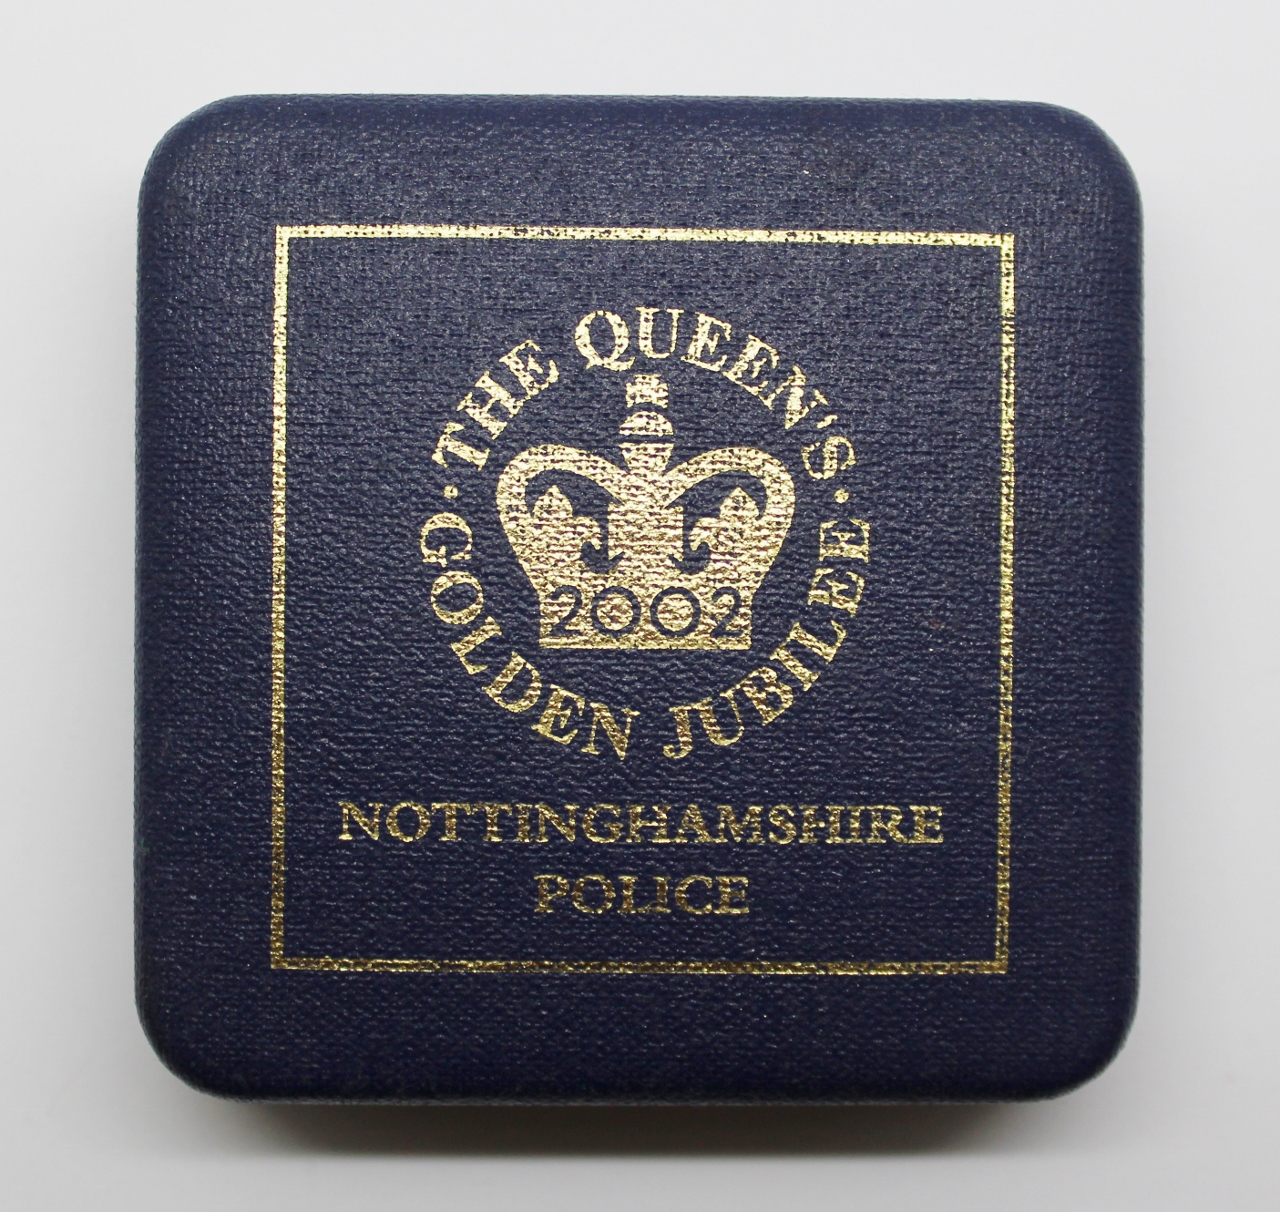 ·THE QUEEN'S·
GOLDEN JUBILEE
2002
NOTTINGHAMSHIRE
POLICE